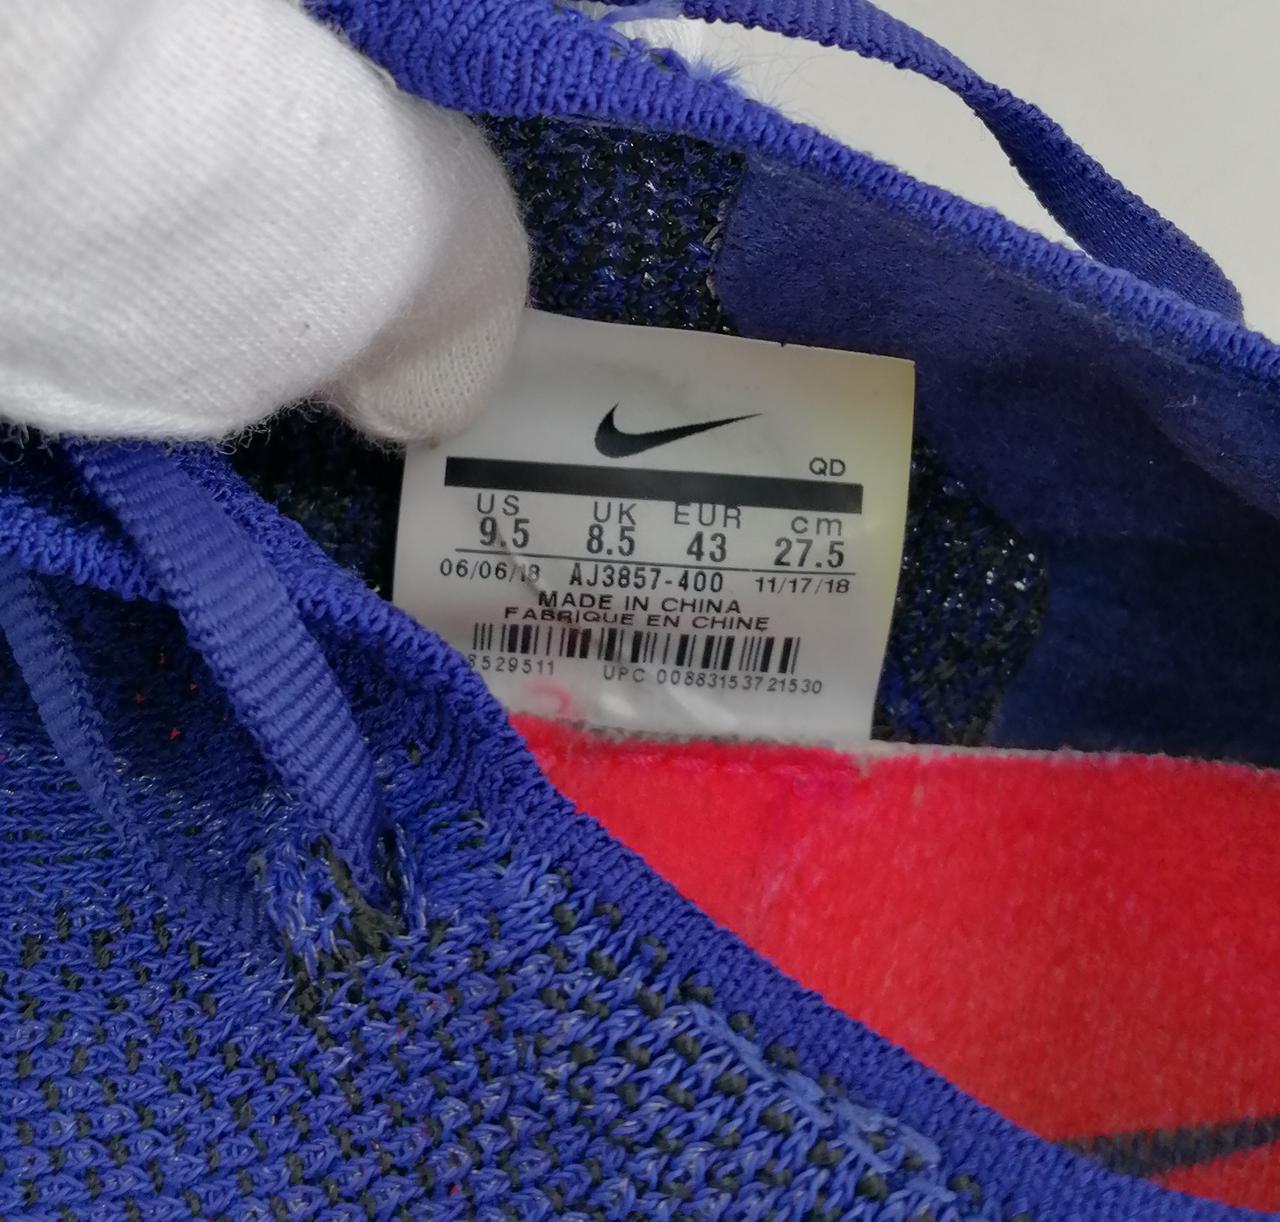 QD
US UK EUR cm
9.5 8.5 43 27.5
06/06/18 AJ3857-400 11/17/18
MADE IN CHINA
FABRIQUE EN CHINE
8529511 UPC 00883153721530